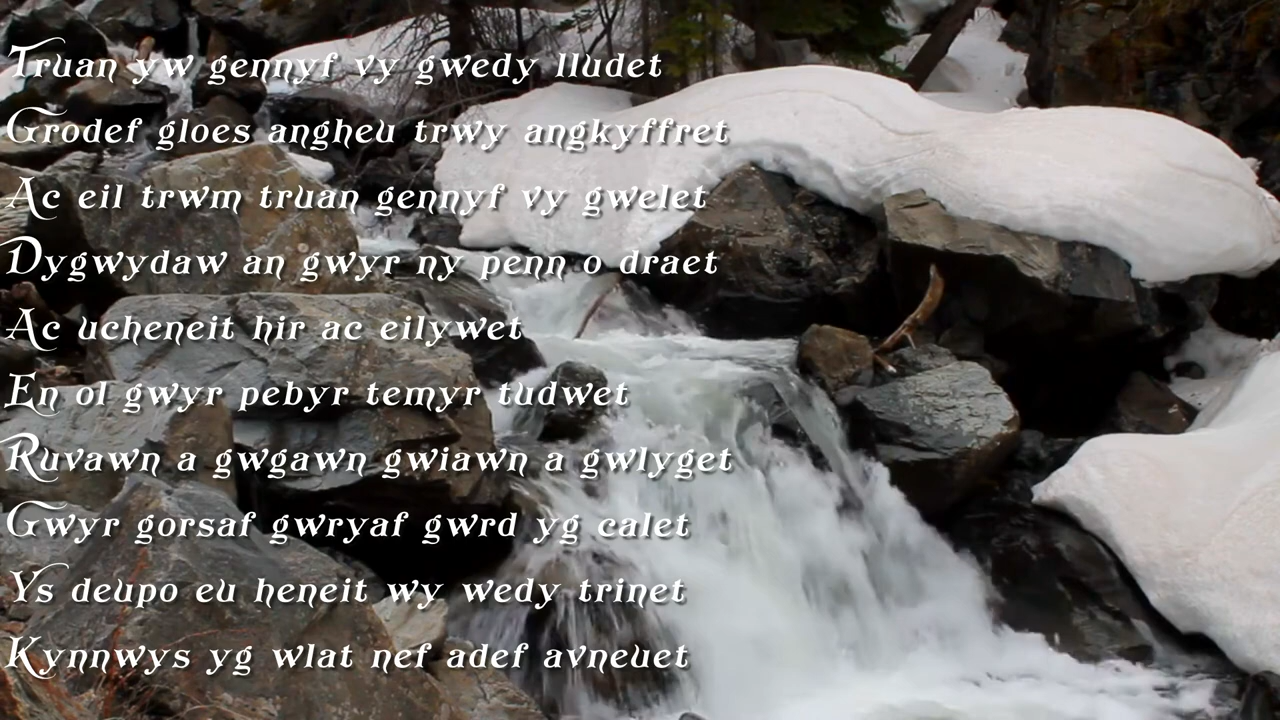 Truan yw gennyf vy gwedy lludet
Grodef gloes angheu trwy angkyffret
Ac eil trwm truan gennyf vy gwelet
Dygwydaw an gwyr ny penn o draet
Ac ucheneit hir ac eilywet
En ol gwyr pebyr temyr tudwet
Ruvawn a gwgawn gwiawn a gwlyget
Gwyr gorsaf gwryaf gwrd yg calet
Ys deupo eu heneit wy wedy trinet
Kynnwys yg wlat nef adef avneuet